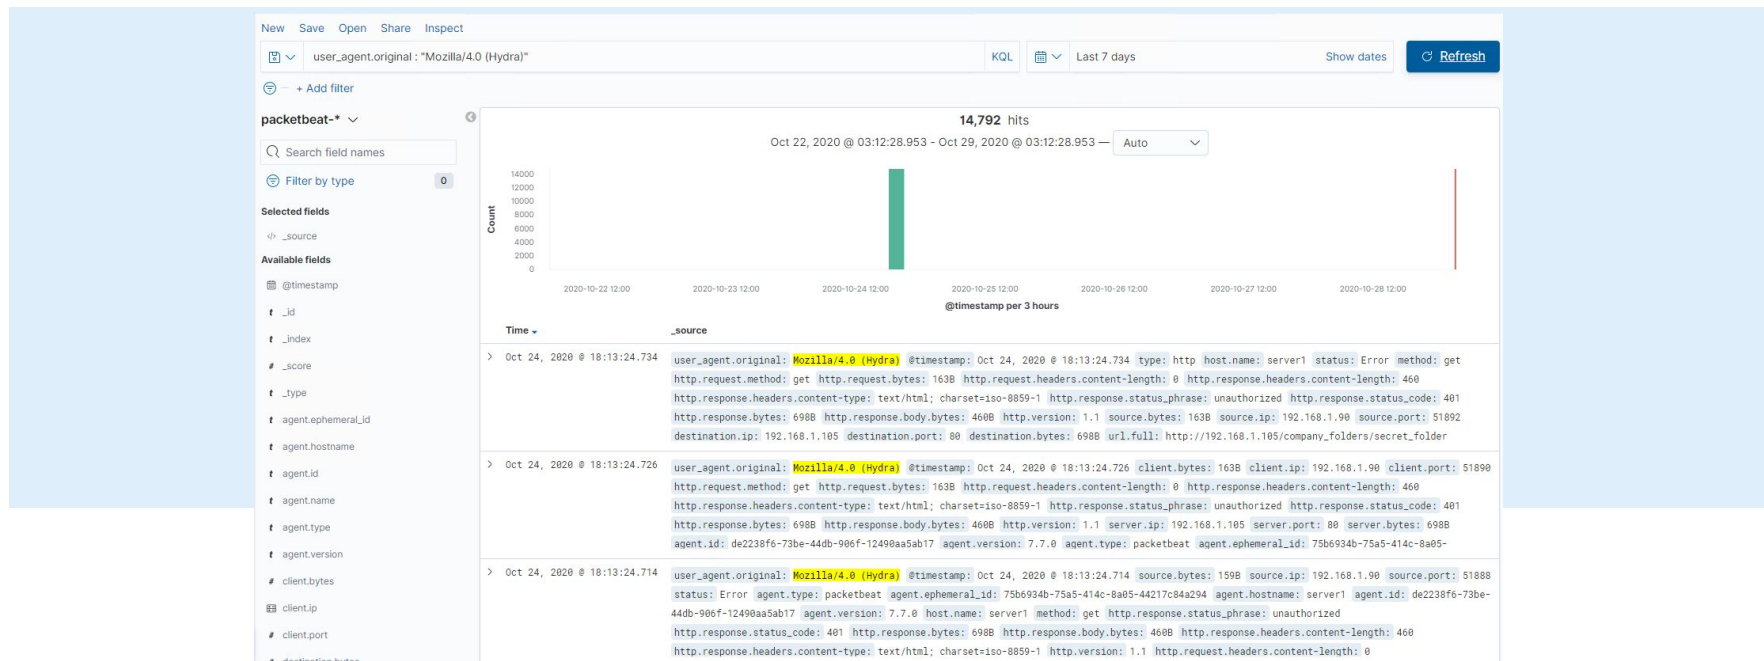 New Save Open Share Inspect
user_agent.original : "Mozilla/4.0 (Hydra)" KQL Last 7 days Show dates Refresh
+ Add filter
packetbeat-*
Search field names
Filter by type 0
Selected fields
_source
Available fields
@timestamp
t _id
t _index
# _score
t _type
t agent.ephemeral_id
t agent.hostname
t agent.id
t agent.name
t agent.type
t agent.version
# client.bytes
client.ip
# client.port
# destination.bytes
14,792 hits
Oct 22, 2020 @ 03:12:28.953 - Oct 29, 2020 @ 03:12:28.953 — Auto
Count
14000
12000
10000
8000
6000
4000
2000
0
2020-10-22 12:00 2020-10-23 12:00 2020-10-24 12:00 2020-10-25 12:00 2020-10-26 12:00 2020-10-27 12:00 2020-10-28 12:00
@timestamp per 3 hours
Time _source
Oct 24, 2020 @ 18:13:24.734 user_agent.original: Mozilla/4.0 (Hydra) @timestamp: Oct 24, 2020 @ 18:13:24.734 type: http host.name: server1 status: Error method: get
http.request.method: get http.request.bytes: 163B http.request.headers.content-length: 0 http.response.headers.content-length: 460
http.response.headers.content-type: text/html; charset=iso-8859-1 http.response.status_phrase: unauthorized http.response.status_code: 401
http.response.bytes: 698B http.response.body.bytes: 460B http.version: 1.1 source.bytes: 163B source.ip: 192.168.1.90 source.port: 51892
destination.ip: 192.168.1.105 destination.port: 80 destination.bytes: 698B url.full: http://192.168.1.105/company_folders/secret_folder
Oct 24, 2020 @ 18:13:24.726 user_agent.original: Mozilla/4.0 (Hydra) @timestamp: Oct 24, 2020 @ 18:13:24.726 client.bytes: 163B client.ip: 192.168.1.90 client.port: 51890
http.request.method: get http.request.bytes: 163B http.request.headers.content-length: 0 http.response.headers.content-length: 460
http.response.headers.content-type: text/html; charset=iso-8859-1 http.response.status_phrase: unauthorized http.response.status_code: 401
http.response.bytes: 698B http.response.body.bytes: 460B http.version: 1.1 server.ip: 192.168.1.105 server.port: 80 server.bytes: 698B
agent.id: de2238f6-73be-44db-906f-12490aa5ab17 agent.version: 7.7.0 agent.type: packetbeat agent.ephemeral_id: 75b6934b-75a5-414c-8a05-
Oct 24, 2020 @ 18:13:24.714 user_agent.original: Mozilla/4.0 (Hydra) @timestamp: Oct 24, 2020 @ 18:13:24.714 source.bytes: 159B source.ip: 192.168.1.90 source.port: 51888
status: Error agent.type: packetbeat agent.ephemeral_id: 75b6934b-75a5-414c-8a05-44217c84a294 agent.hostname: server1 agent.id: de2238f6-73be-
44db-906f-12490aa5ab17 agent.version: 7.7.0 host.name: server1 method: get http.response.status_phrase: unauthorized
http.response.status_code: 401 http.response.bytes: 698B http.response.body.bytes: 460B http.response.headers.content-length: 460
http.response.headers.content-type: text/html; charset=iso-8859-1 http.version: 1.1 http.request.headers.content-length: 0